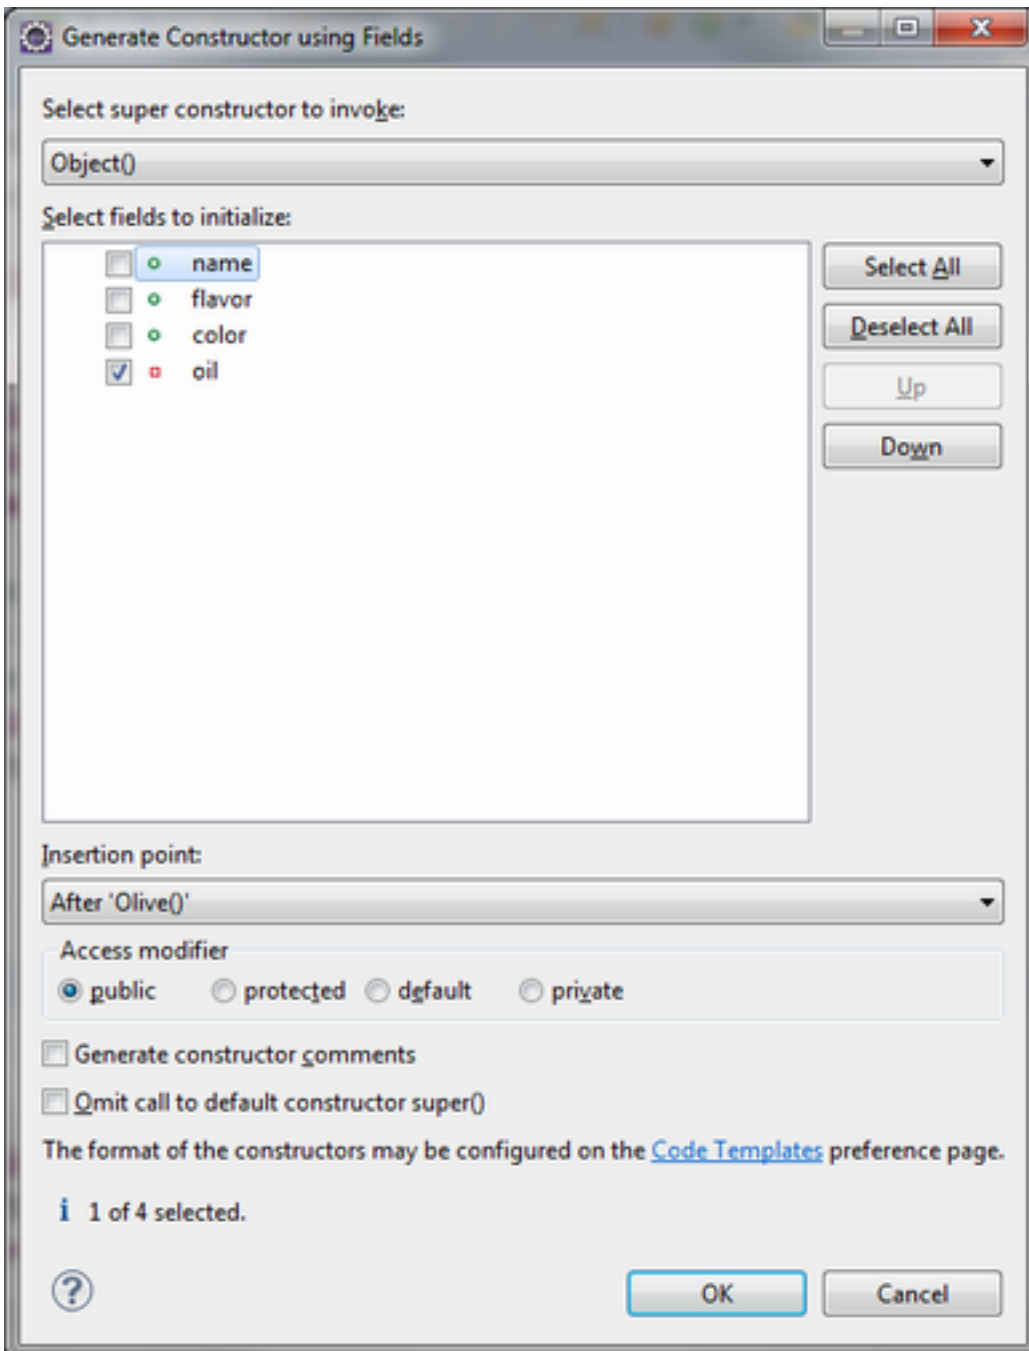 Generate Constructor using Fields
Select super constructor to invoke:
Object()
Select fields to initialize:
name
flavor
color
oil
Select All
Deselect All
Up
Down
Insertion point:
After 'Olive()'
Access modifier
public protected default private
Generate constructor comments
Omit call to default constructor super()
The format of the constructors may be configured on the Code Templates preference page.
1 of 4 selected.
OK Cancel